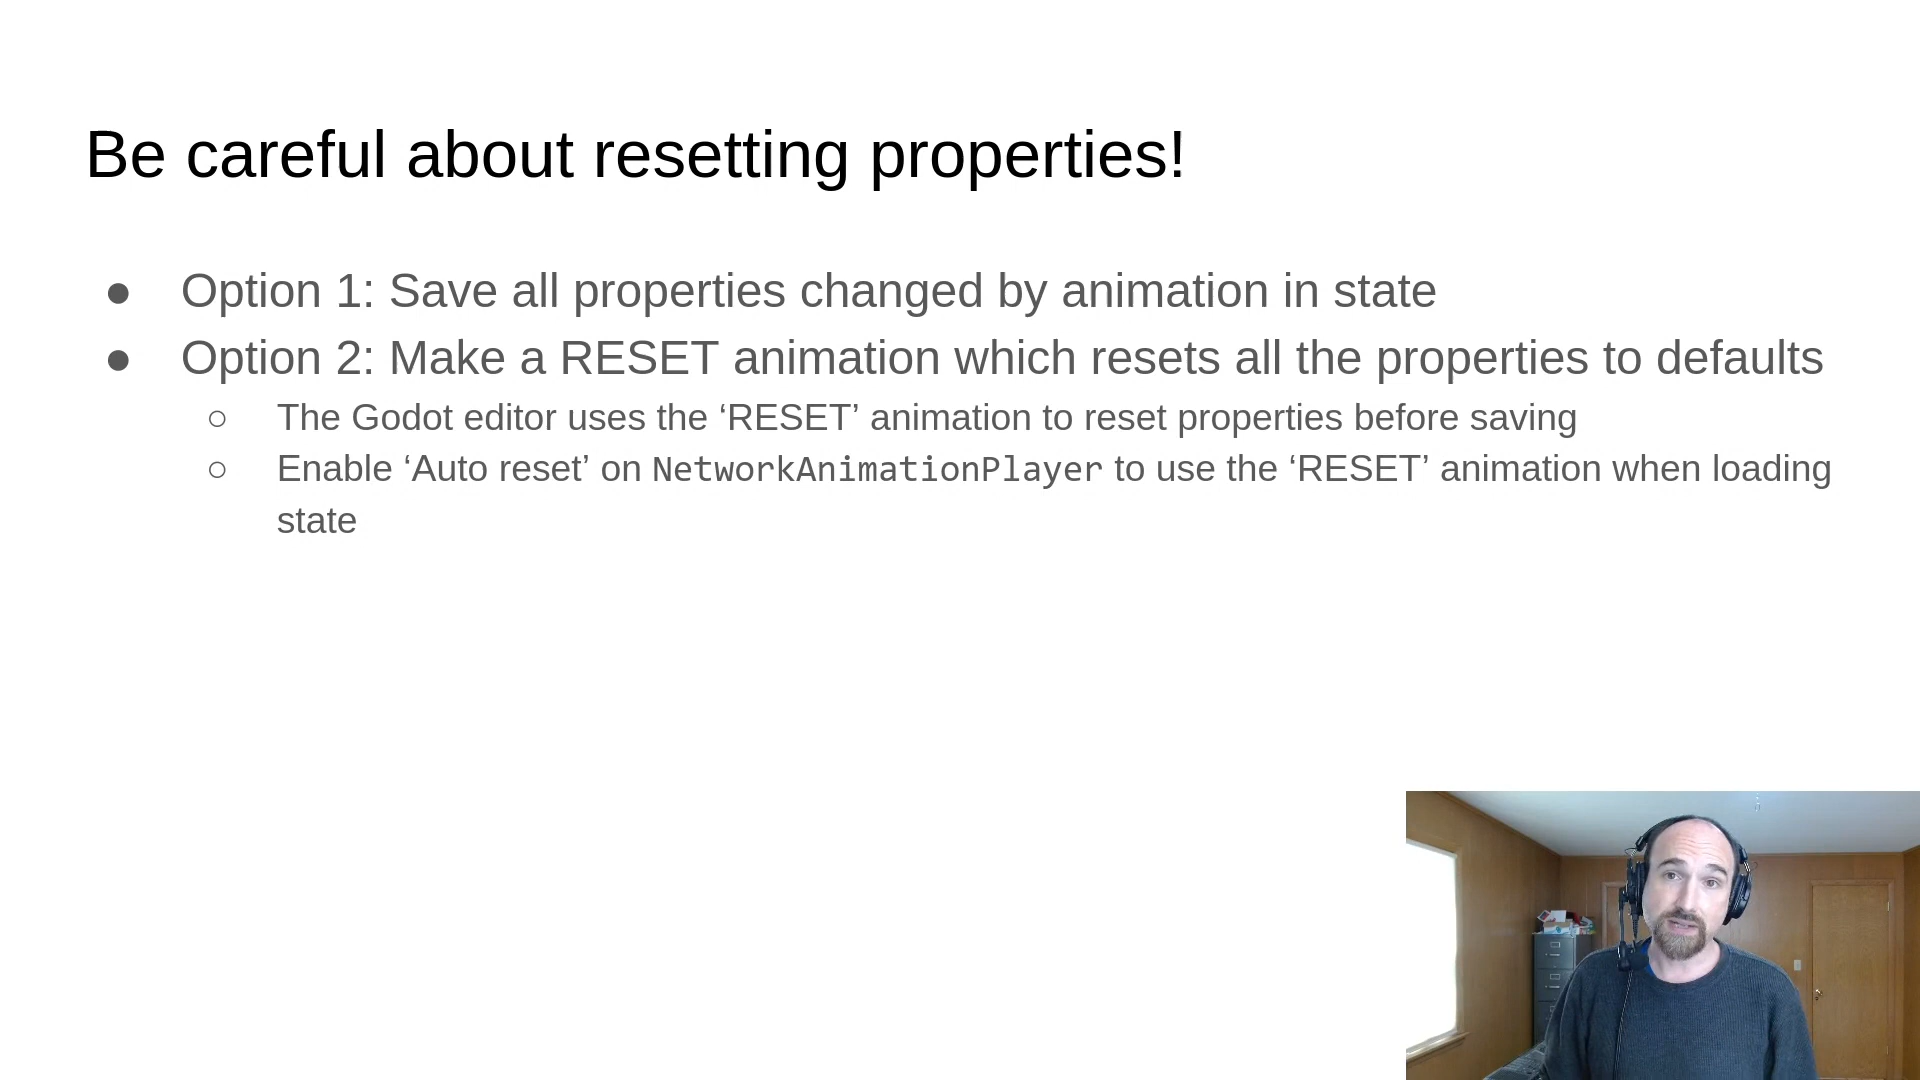 Be careful about resetting properties!
● Option 1: Save all properties changed by animation in state
● Option 2: Make a RESET animation which resets all the properties to defaults
○ The Godot editor uses the ‘RESET’ animation to reset properties before saving
○ Enable ‘Auto reset’ on NetworkAnimationPlayer to use the ‘RESET’ animation when loading
state